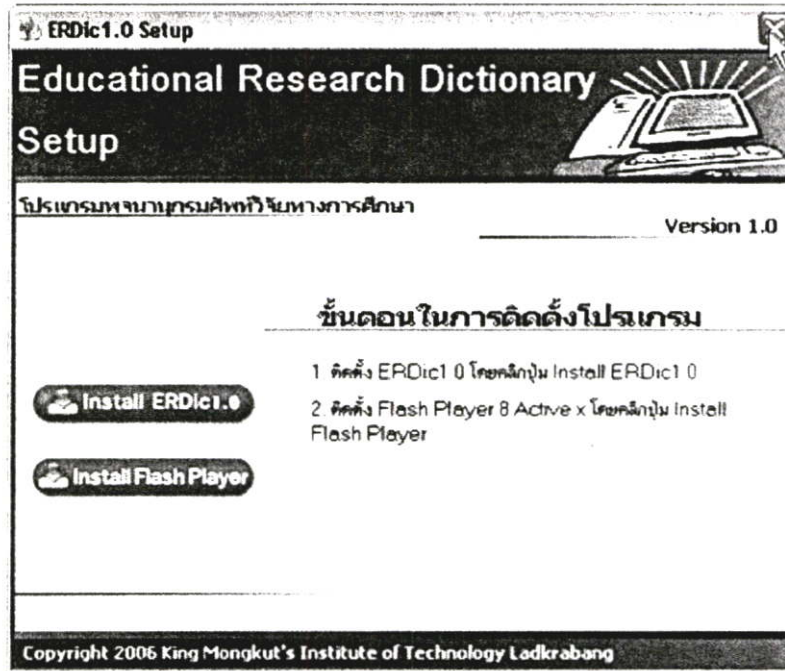 ERDic1.0 Setup
Educational Research Dictionary
Setup
โปรแกรมพจนานุกรมศัพท์วิจัยทางการศึกษา
Version 1.0
ขั้นตอนในการติดตั้งโปรแกรม
1 ติดตั้ง ERDic1 0 โดยคลิกปุ่ม Install ERDic1 0
Install ERDic1.0
2. ติดตั้ง Flash Player 8 Active x โดยคลิกปุ่ม Install
Flash Player
Install Flash Player
Copyright 2006 King Mongkut's Institute of Technology Ladkrabang